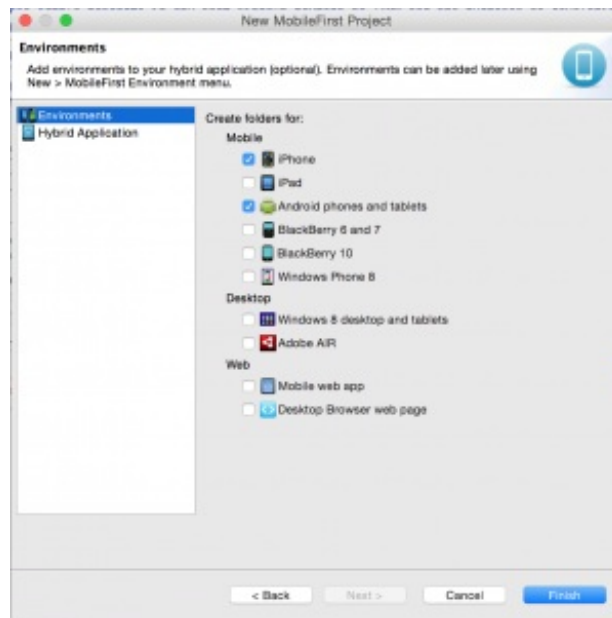 New MobileFirst Project
Environments
Add environments to your hybrid application (optional). Environments can be added later using
New > MobileFirst Environment menu.
Environments
Hybrid Application
Create folders for:
Mobile
iPhone
iPad
Android phones and tablets
BlackBerry 6 and 7
BlackBerry 10
Windows Phone 8
Desktop
Windows 8 desktop and tablets
Adobe AIR
Web
Mobile web app
Desktop Browser web page
< Back
Next >
Cancel
Finish